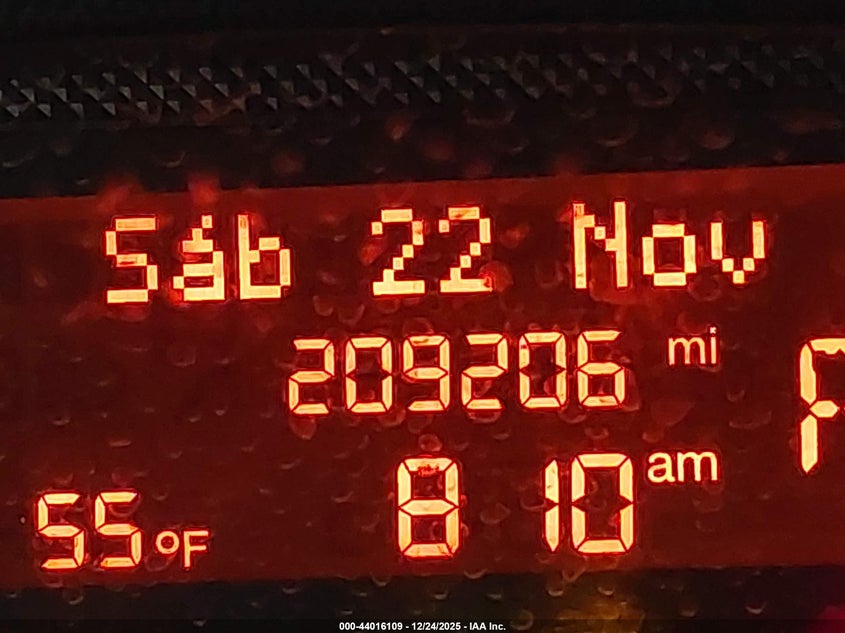 Sáb 22 Nov
209206 mi
8 10 am
55 °F
000-44016109 - 12/24/2025 - IAA Inc.